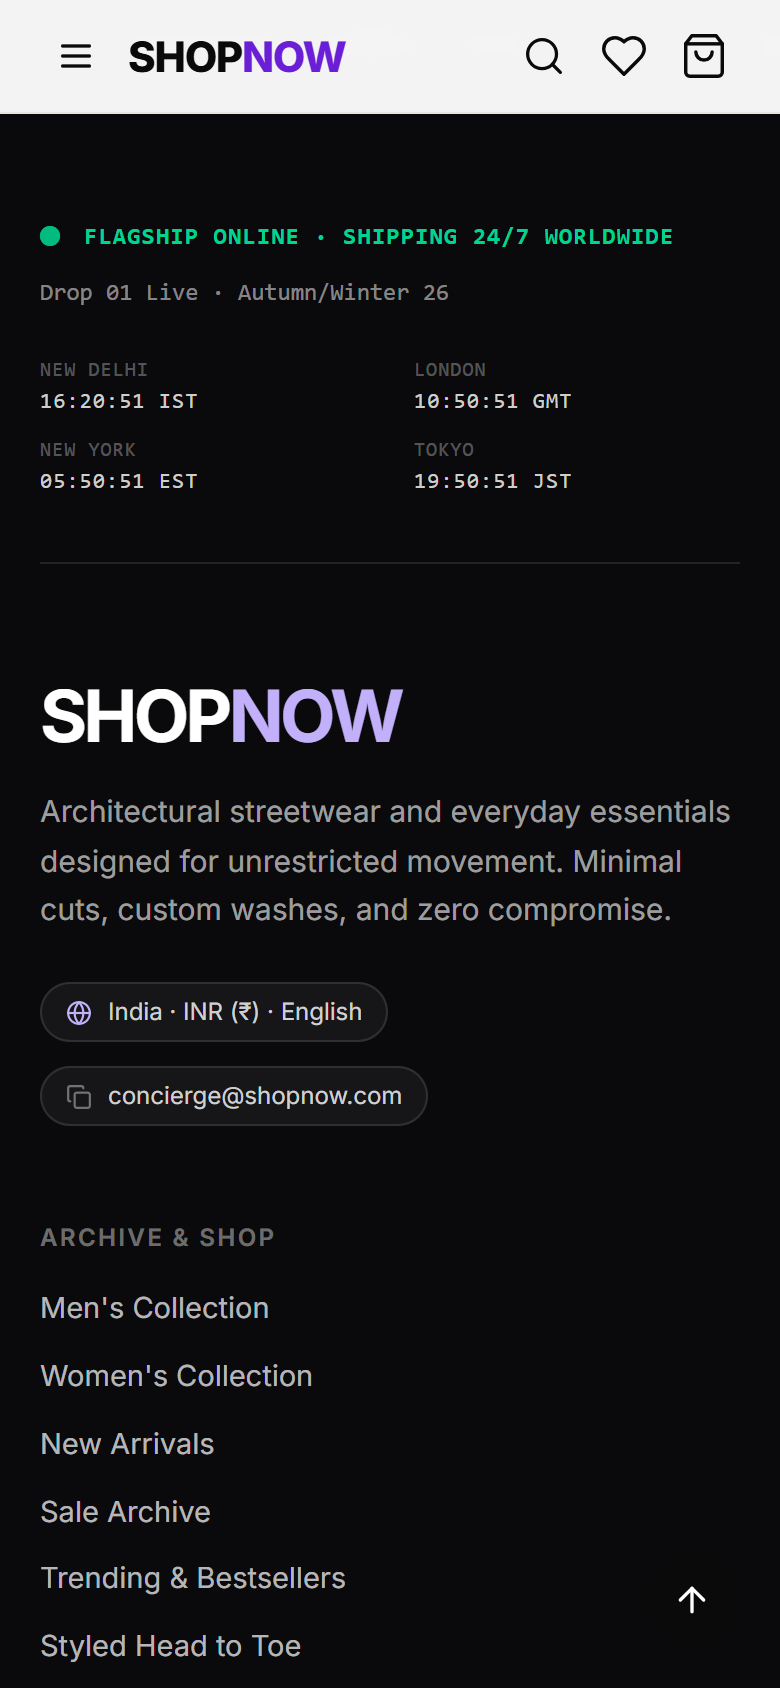 SHOPNOW
FLAGSHIP ONLINE · SHIPPING 24/7 WORLDWIDE
Drop 01 Live · Autumn/Winter 26
NEW DELHI
16:20:51 IST
LONDON
10:50:51 GMT
NEW YORK
05:50:51 EST
TOKYO
19:50:51 JST
SHOPNOW
Architectural streetwear and everyday essentials
designed for unrestricted movement. Minimal
cuts, custom washes, and zero compromise.
India · INR (₹) · English
concierge@shopnow.com
ARCHIVE & SHOP
Men's Collection
Women's Collection
New Arrivals
Sale Archive
Trending & Bestsellers
Styled Head to Toe